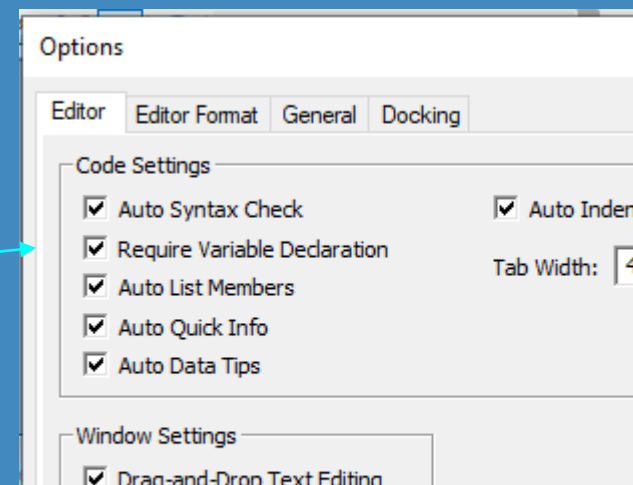 Options
Editor Editor Format General Docking
Code Settings
Auto Syntax Check
Require Variable Declaration
Auto List Members
Auto Quick Info
Auto Data Tips
Auto Inden
Tab Width: 4
Window Settings
Drag-and-Drop Text Editing